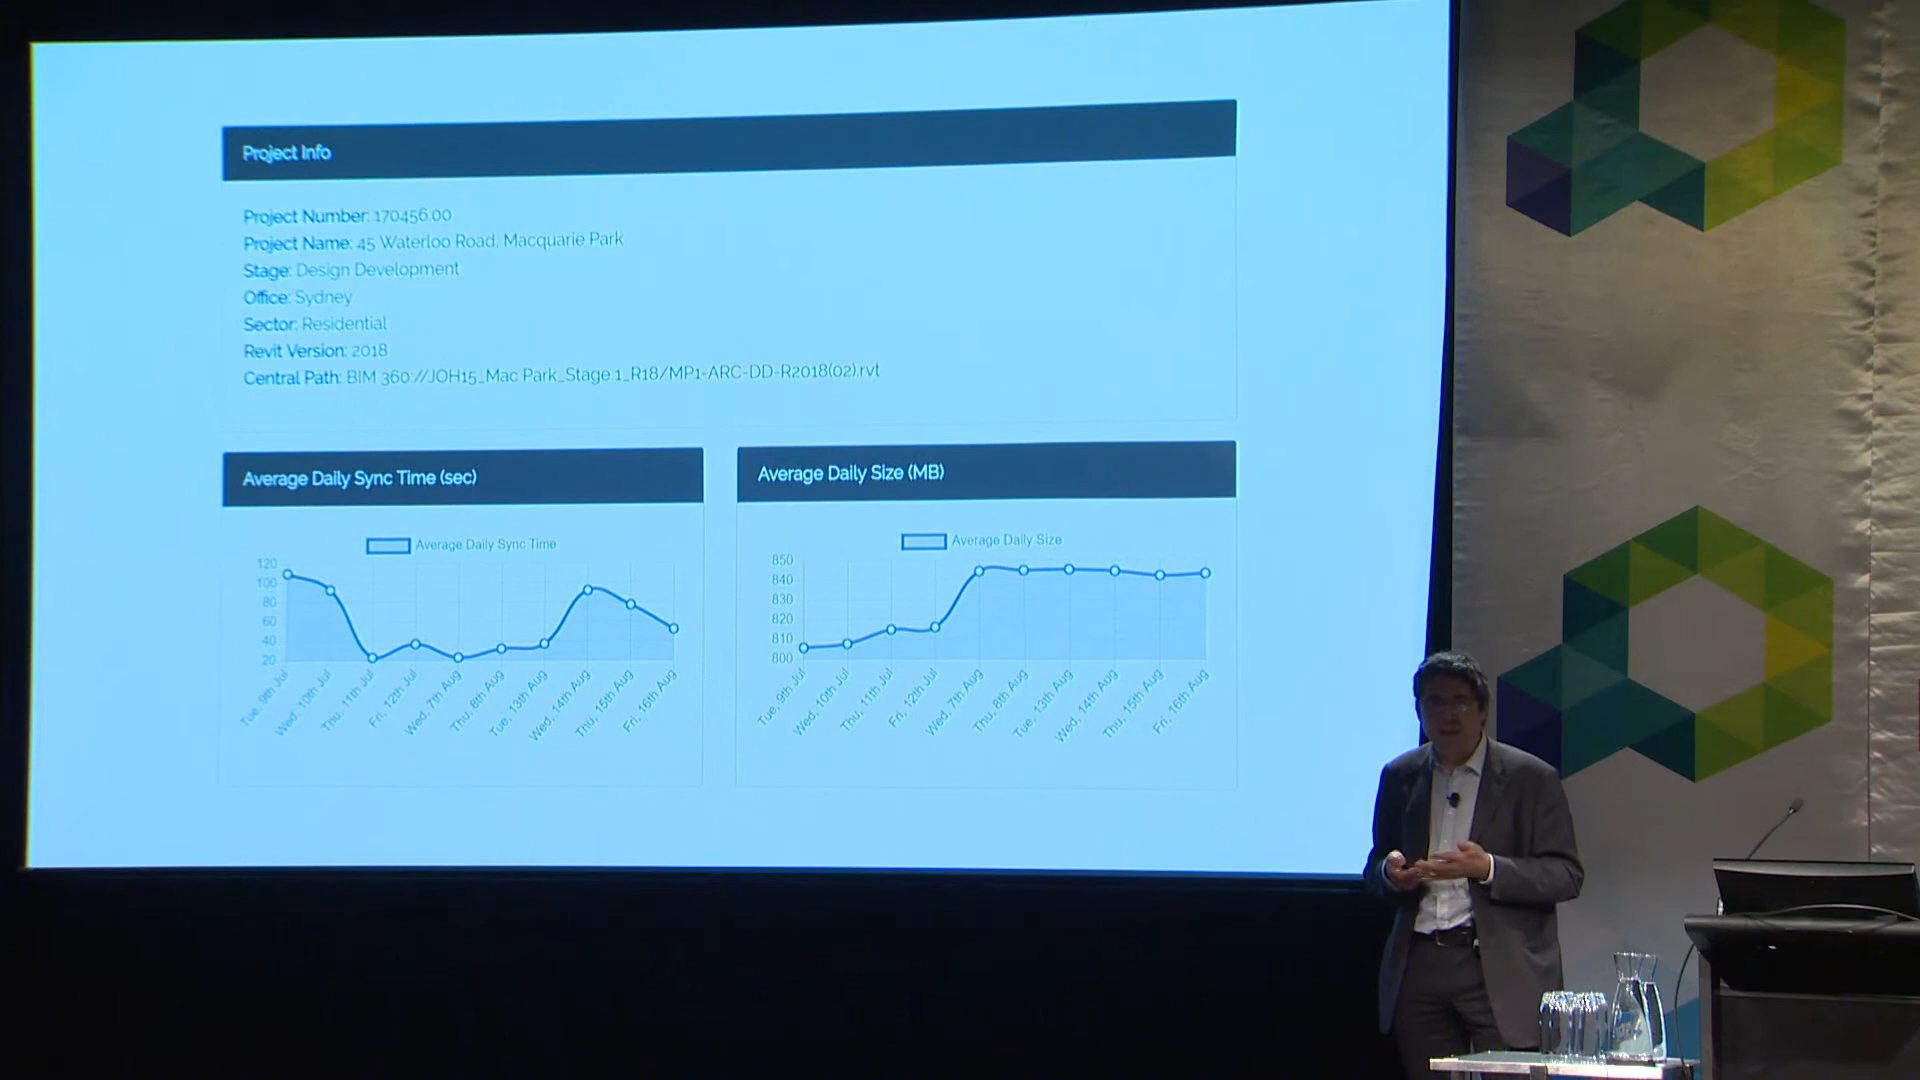 Project Info
Project Number: 170456.00
Project Name: 45 Waterloo Road, Macquarie Park
Stage: Design Development
Office: Sydney
Sector: Residential
Revit Version: 2018
Central Path: BIM 360://JOH15_Mac Park_Stage 1_R18/MP1-ARC-DD-R2018(02).rvt
Average Daily Sync Time (sec)
Average Daily Sync Time
120
100
80
60
40
20
Tue, 9th Jul
Wed, 10th Jul
Thu, 11th Jul
Fri, 12th Jul
Wed, 7th Aug
Thu, 8th Aug
Tue, 13th Aug
Wed, 14th Aug
Thu, 15th Aug
Fri, 16th Aug
Average Daily Size (MB)
Average Daily Size
850
840
830
820
810
800
Tue, 9th Jul
Wed, 10th Jul
Thu, 11th Jul
Fri, 12th Jul
Wed, 7th Aug
Thu, 8th Aug
Tue, 13th Aug
Wed, 14th Aug
Thu, 15th Aug
Fri, 16th Aug